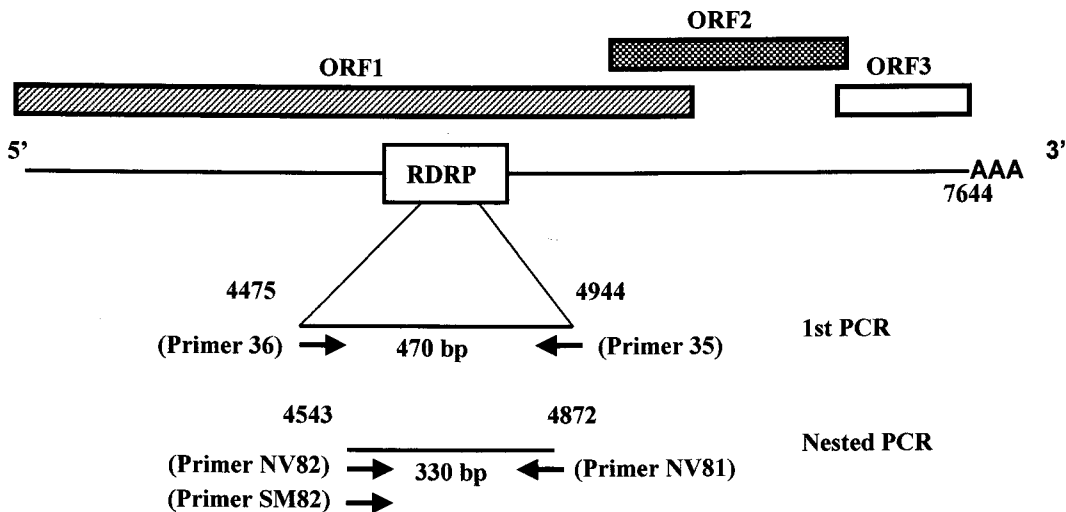 ORF2
ORF1
ORF3
5’
3’
RDRP
AAA
7644
4475
4944
1st PCR
(Primer 36)
470 bp
(Primer 35)
4543
4872
Nested PCR
(Primer NV82)
330 bp
(Primer NV81)
(Primer SM82)